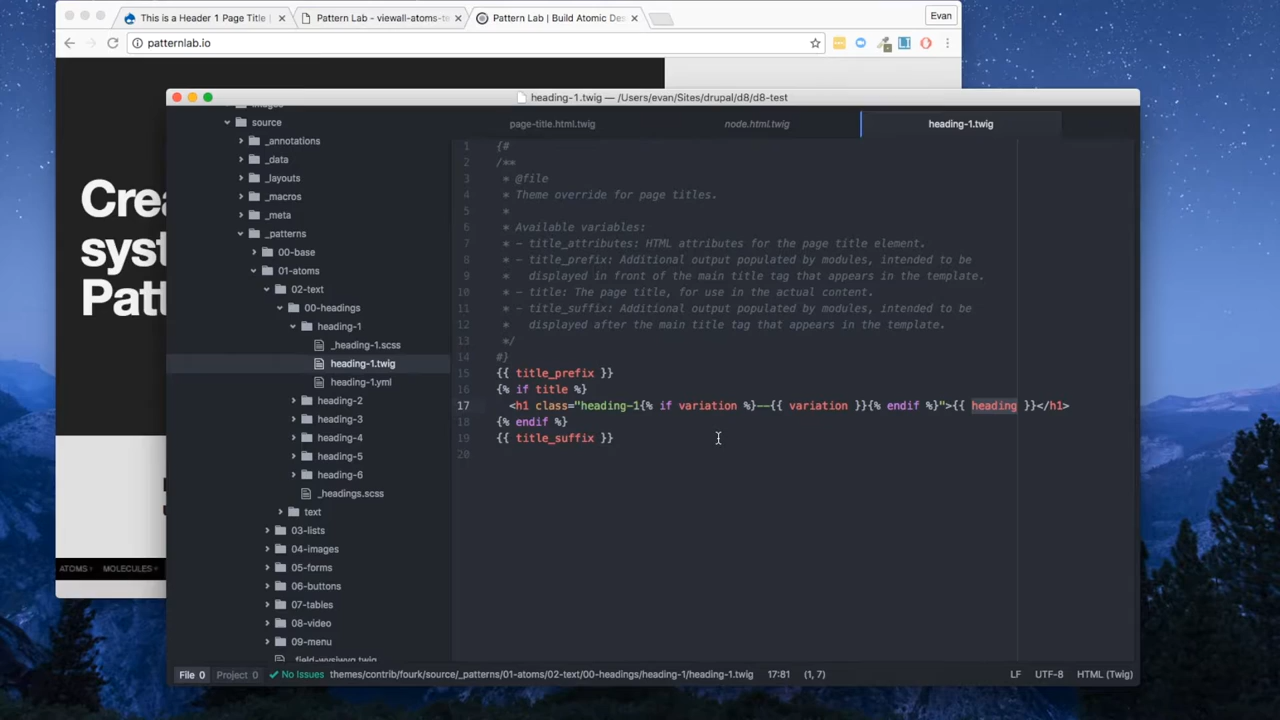 This is a Header 1 Page Title |
Pattern Lab - viewall-atoms-te
Pattern Lab | Build Atomic Des
Evan
patternlab.io
Crea
syst
Patt
ATOMS
MOLECULES
heading-1.twig — /Users/evan/Sites/drupal/d8/d8-test
source
_annotations
_data
_layouts
_macros
_meta
_patterns
00-base
01-atoms
02-text
00-headings
heading-1
_heading-1.scss
heading-1.twig
heading-1.yml
heading-2
heading-3
heading-4
heading-5
heading-6
_headings.scss
text
03-lists
04-images
05-forms
06-buttons
07-tables
08-video
09-menu
page-title.html.twig
node.html.twig
heading-1.twig
1 {#
2 /**
3 * @file
4 * Theme override for page titles.
5 *
6 * Available variables:
7 * - title_attributes: HTML attributes for the page title element.
8 * - title_prefix: Additional output populated by modules, intended to
9 * displayed in front of the main title tag that appears in the template.
10 * - title: The page title, for use in the actual content.
11 * - title_suffix: Additional output populated by modules, intended to
12 * displayed after the main title tag that appears in the template.
13 */
14 #}
15 {{ title_prefix }}
16 {% if title %}
17 <h1 class="heading-1{% if variation %}--{{ variation }}{% endif %}">{{ heading }}</h1>
18 {% endif %}
19 {{ title_suffix }}
20
File 0
Project 0
No Issues
themes/contrib/fourk/source/_patterns/01-atoms/02-text/00-headings/heading-1/heading-1.twig
17:81
(1, 7)
LF
UTF-8
HTML (Twig)